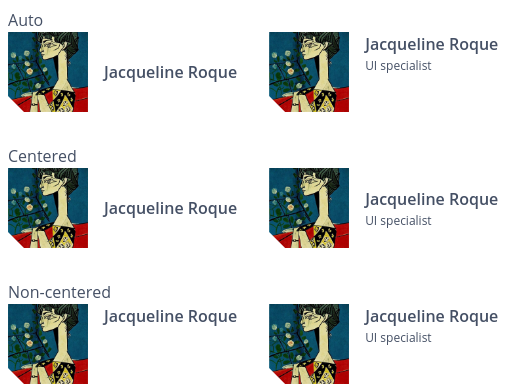 Auto
Jacqueline Roque
Jacqueline Roque
UI specialist
Centered
Jacqueline Roque
Jacqueline Roque
UI specialist
Non-centered
Jacqueline Roque
Jacqueline Roque
UI specialist